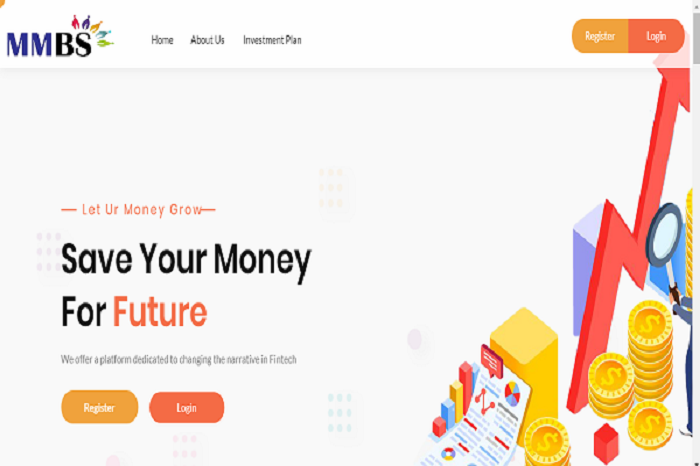 MMBS
Home About Us Investment Plan
Register Login
Let Ur Money Grow
Save Your Money
For Future
We offer a platform dedicated to changing the narrative in Fintech
Register Login